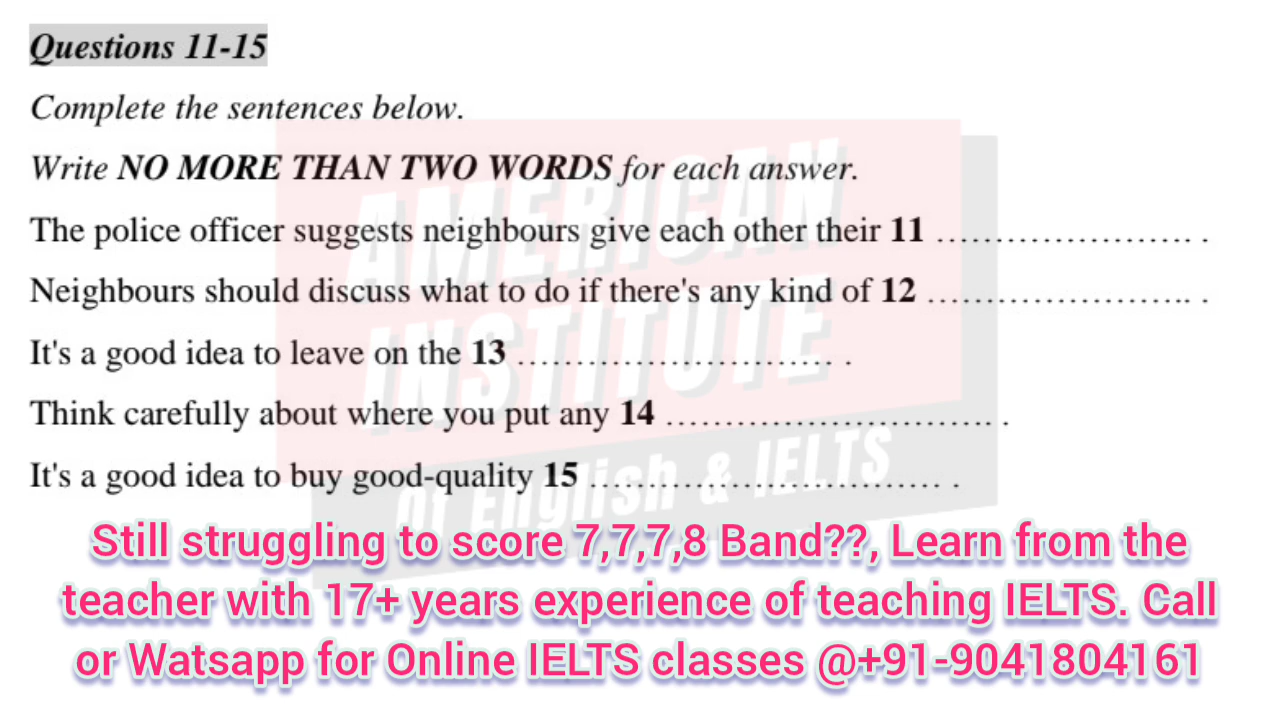 Questions 11-15
Complete the sentences below.
Write NO MORE THAN TWO WORDS for each answer.
The police officer suggests neighbours give each other their 11 …………………. .
Neighbours should discuss what to do if there's any kind of 12 ………………….. .
It's a good idea to leave on the 13 ……………………… .
Think carefully about where you put any 14 ………………………. .
It's a good idea to buy good-quality 15 ………………………… .
AMERICAN
INSTITUTE
Of English & IELTS
Still struggling to score 7,7,7,8 Band??, Learn from the
teacher with 17+ years experience of teaching IELTS. Call
or Watsapp for Online IELTS classes @+91-9041804161